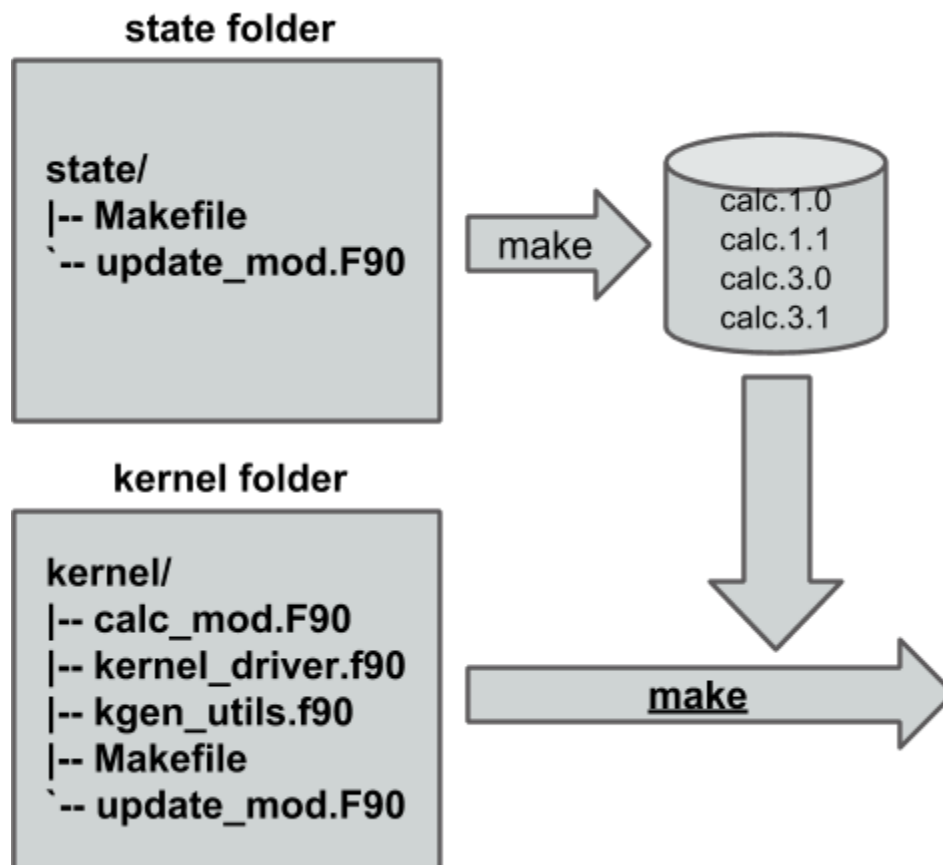 state folder
state/
|-- Makefile
`-- update_mod.F90
make
calc.1.0
calc.1.1
calc.3.0
calc.3.1
kernel folder
kernel/
|-- calc_mod.F90
|-- kernel_driver.f90
|-- kgen_utils.f90
|-- Makefile
`-- update_mod.F90
make